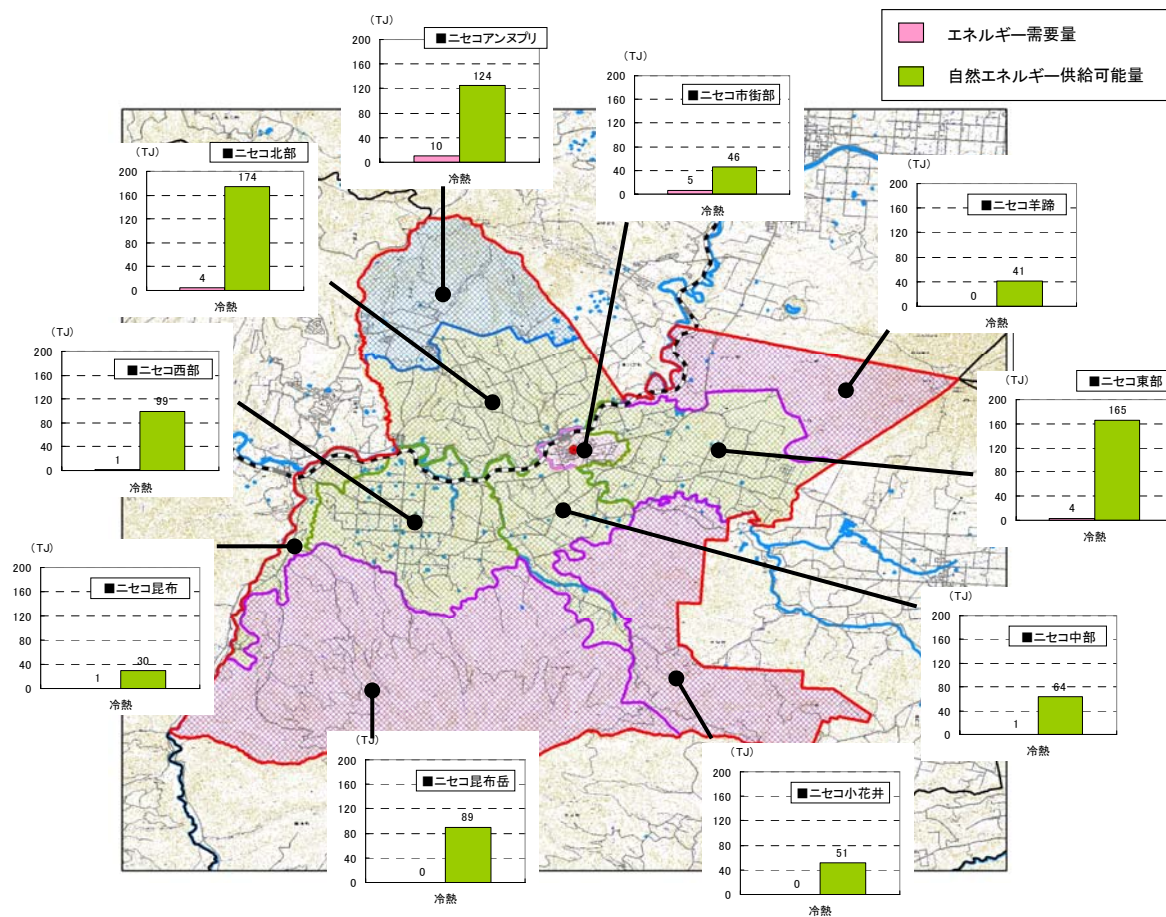 エネルギー需要量
自然エネルギー供給可能量
(TJ)
■ニセコアンヌプリ
200
160
120
80
40
0
10
124
冷熱
(TJ)
■ニセコ市街部
200
160
120
80
40
0
5
46
冷熱
(TJ)
■ニセコ北部
200
160
120
80
40
0
4
174
冷熱
(TJ)
■ニセコ羊蹄
200
160
120
80
40
0
0
41
冷熱
(TJ)
■ニセコ西部
200
160
120
80
40
0
1
99
冷熱
(TJ)
■ニセコ東部
200
160
120
80
40
0
4
165
冷熱
(TJ)
■ニセコ昆布
200
160
120
80
40
0
1
30
冷熱
(TJ)
■ニセコ中部
200
160
120
80
40
0
1
64
冷熱
(TJ)
■ニセコ昆布岳
200
160
120
80
40
0
0
89
冷熱
(TJ)
■ニセコ小花井
200
160
120
80
40
0
0
51
冷熱